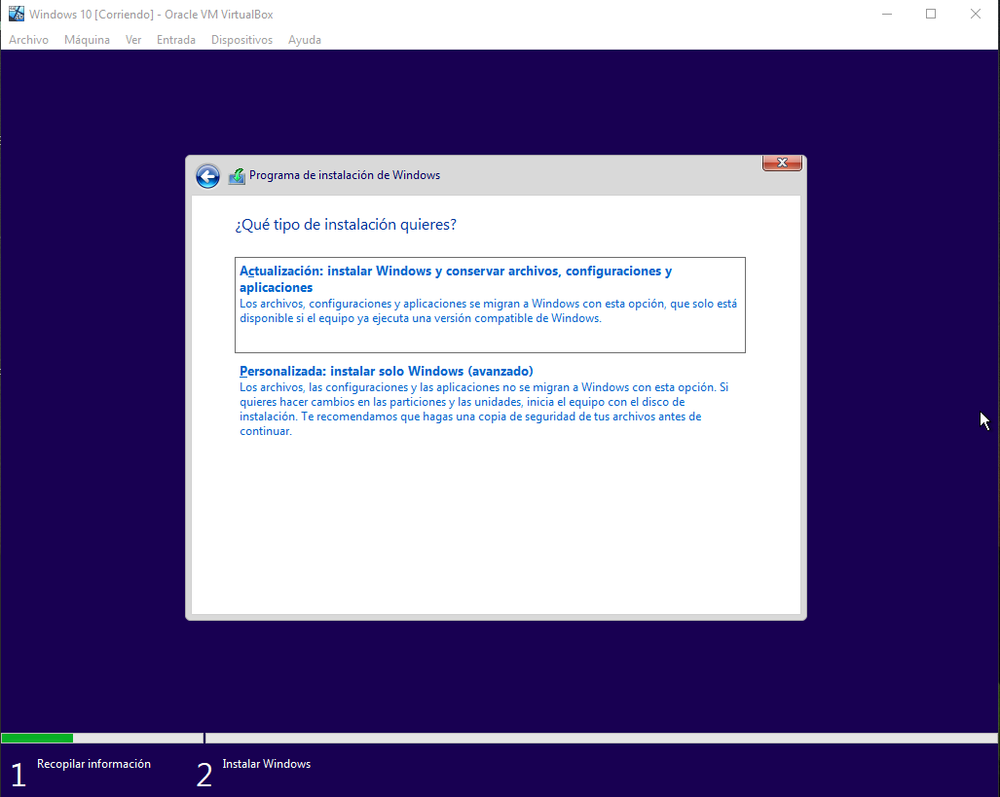 Windows 10 [Corriendo] - Oracle VM VirtualBox
Archivo Máquina Ver Entrada Dispositivos Ayuda
Programa de instalación de Windows
¿Qué tipo de instalación quieres?
Actualización: instalar Windows y conservar archivos, configuraciones y
aplicaciones
Los archivos, configuraciones y aplicaciones se migran a Windows con esta opción, que solo está
disponible si el equipo ya ejecuta una versión compatible de Windows.
Personalizada: instalar solo Windows (avanzado)
Los archivos, las configuraciones y las aplicaciones no se migran a Windows con esta opción. Si
quieres hacer cambios en las particiones y las unidades, inicia el equipo con el disco de
instalación. Te recomendamos que hagas una copia de seguridad de tus archivos antes de
continuar.
1 Recopilar información
2 Instalar Windows